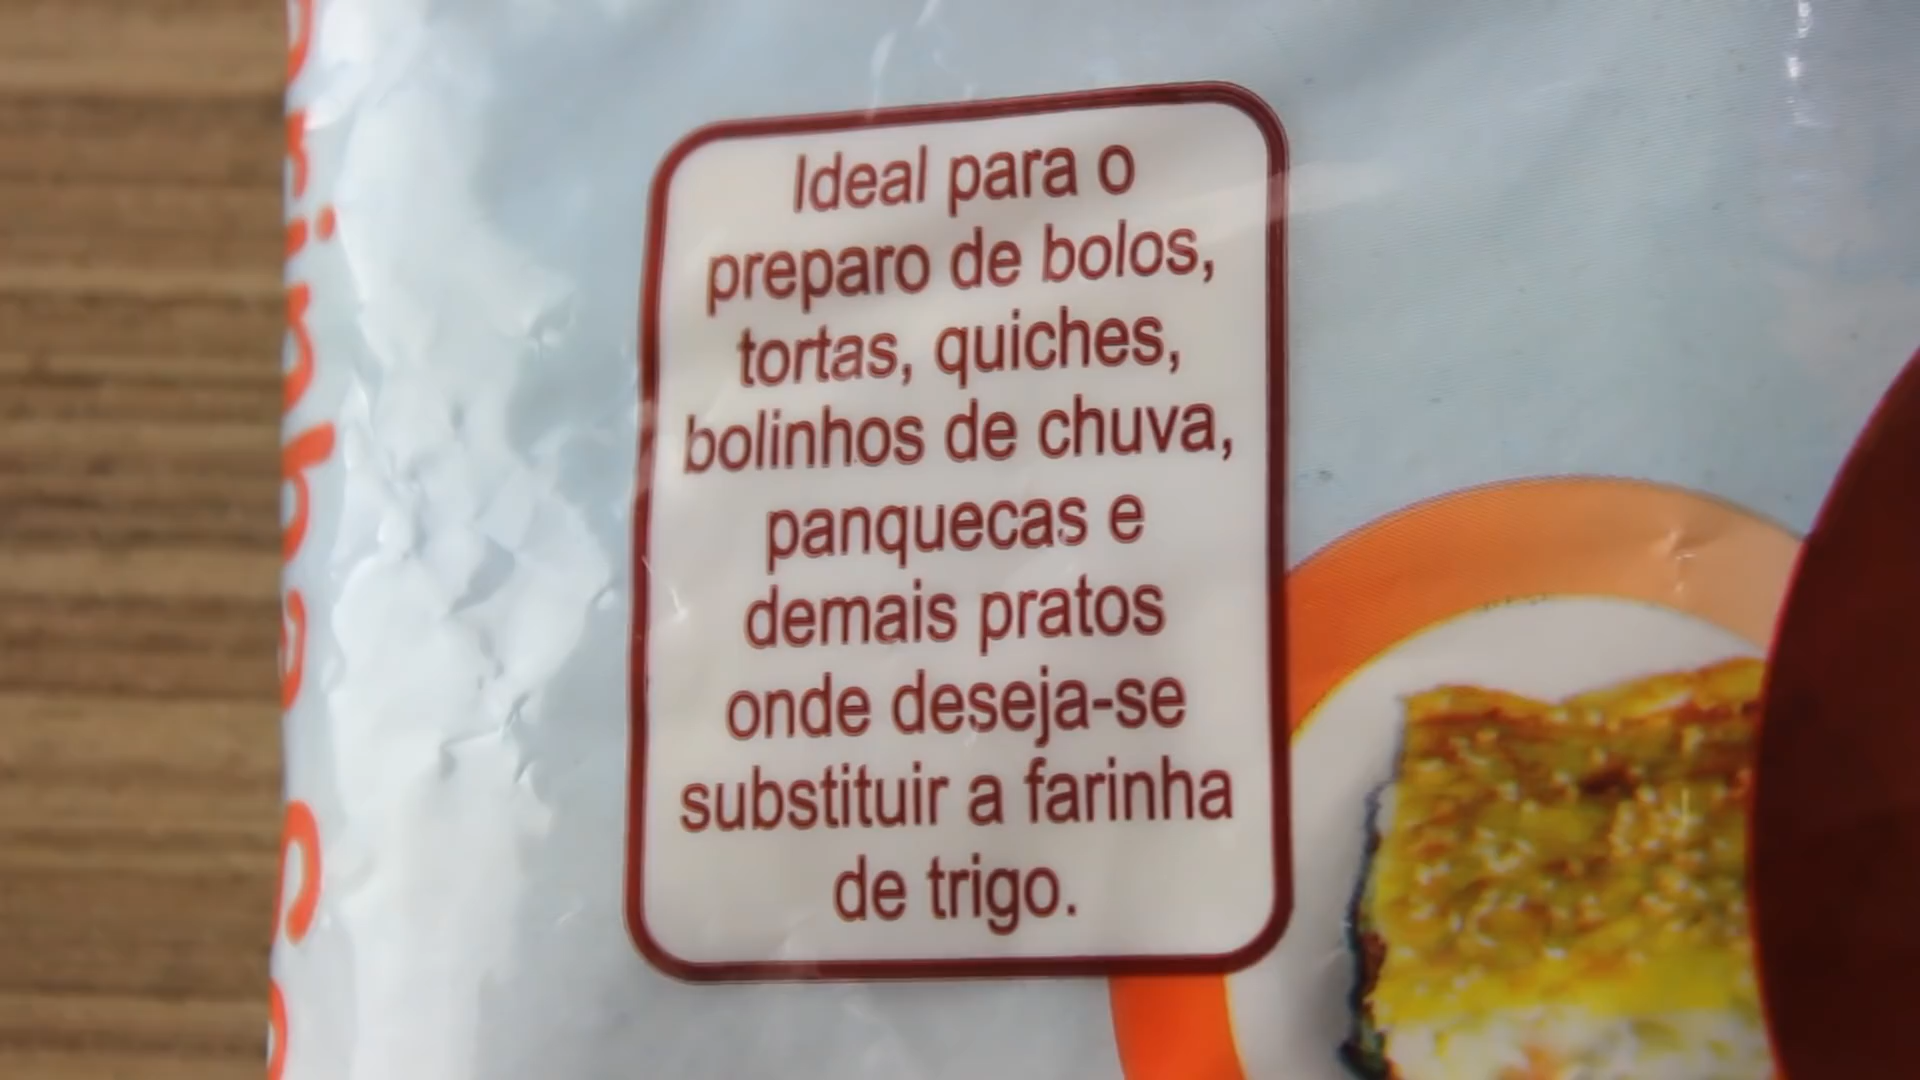 Ideal para o
preparo de bolos,
tortas, quiches,
bolinhos de chuva,
panquecas e
demais pratos
onde deseja-se
substituir a farinha
de trigo.